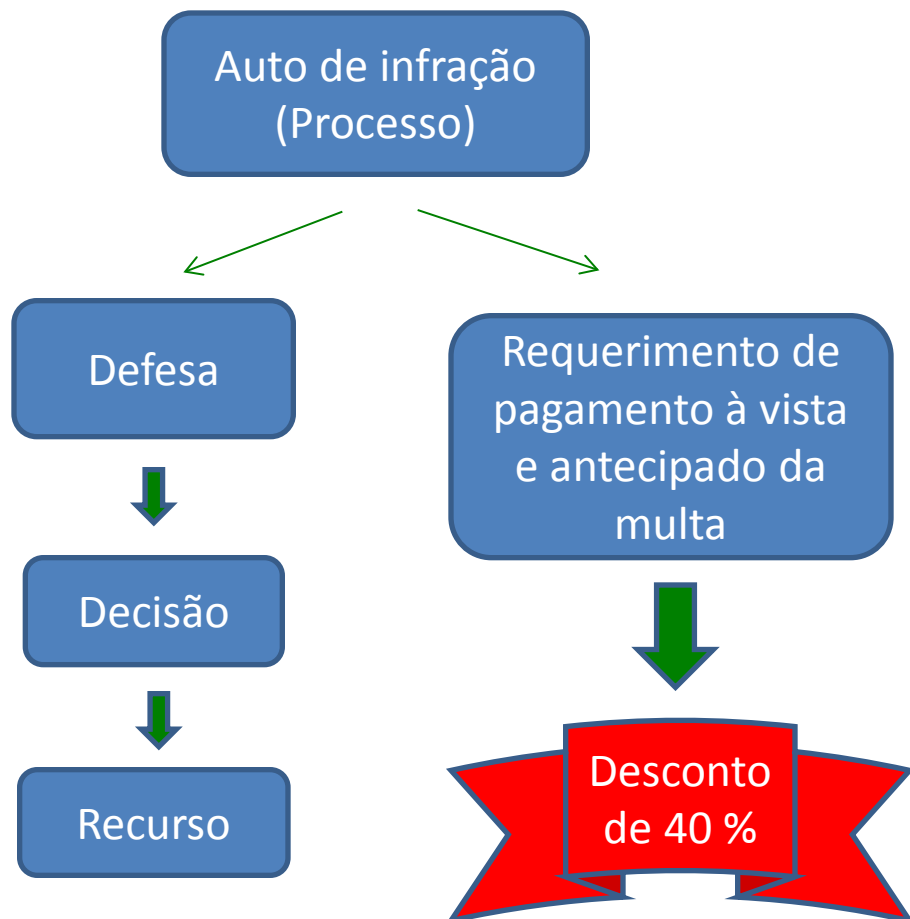 Auto de infração
(Processo)
Defesa
Decisão
Recurso
Requerimento de
pagamento à vista
e antecipado da
multa
Desconto
de 40 %